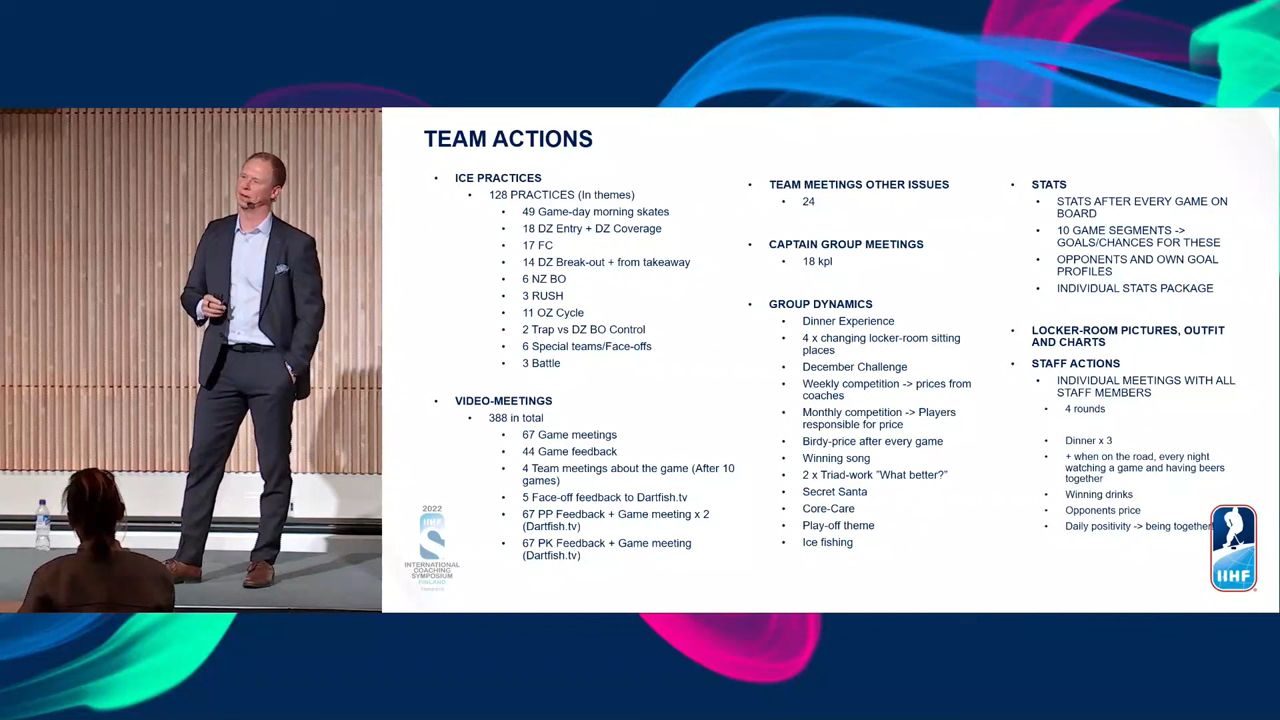 TEAM ACTIONS
• ICE PRACTICES
• 128 PRACTICES (In themes)
• 49 Game-day morning skates
• 18 DZ Entry + DZ Coverage
• 17 FC
• 14 DZ Break-out + from takeaway
• 6 NZ BO
• 3 RUSH
• 11 OZ Cycle
• 2 Trap vs DZ BO Control
• 6 Special teams/Face-offs
• 3 Battle
• VIDEO-MEETINGS
• 388 in total
• 67 Game meetings
• 44 Game feedback
• 4 Team meetings about the game (After 10
games)
• 5 Face-off feedback to Dartfish.tv
• 67 PP Feedback + Game meeting x 2
(Dartfish.tv)
• 67 PK Feedback + Game meeting
(Dartfish.tv)
• TEAM MEETINGS OTHER ISSUES
• 24
• CAPTAIN GROUP MEETINGS
• 18 kpl
• GROUP DYNAMICS
• Dinner Experience
• 4 x changing locker-room sitting
places
• December Challenge
• Weekly competition -> prices from
coaches
• Monthly competition -> Players
responsible for price
• Birdy-price after every game
• Winning song
• 2 x Triad-work ”What better?”
• Secret Santa
• Core-Care
• Play-off theme
• Ice fishing
• STATS
• STATS AFTER EVERY GAME ON
BOARD
• 10 GAME SEGMENTS ->
GOALS/CHANCES FOR THESE
• OPPONENTS AND OWN GOAL
PROFILES
• INDIVIDUAL STATS PACKAGE
• LOCKER-ROOM PICTURES, OUTFIT
AND CHARTS
• STAFF ACTIONS
• INDIVIDUAL MEETINGS WITH ALL
STAFF MEMBERS
• 4 rounds
• Dinner x 3
• + when on the road, every night
watching a game and having beers
together
• Winning drinks
• Opponents price
• Daily positivity -> being together!
2022
IIHF
S
INTERNATIONAL
COACHING
SYMPOSIUM
FINLAND
IIHF